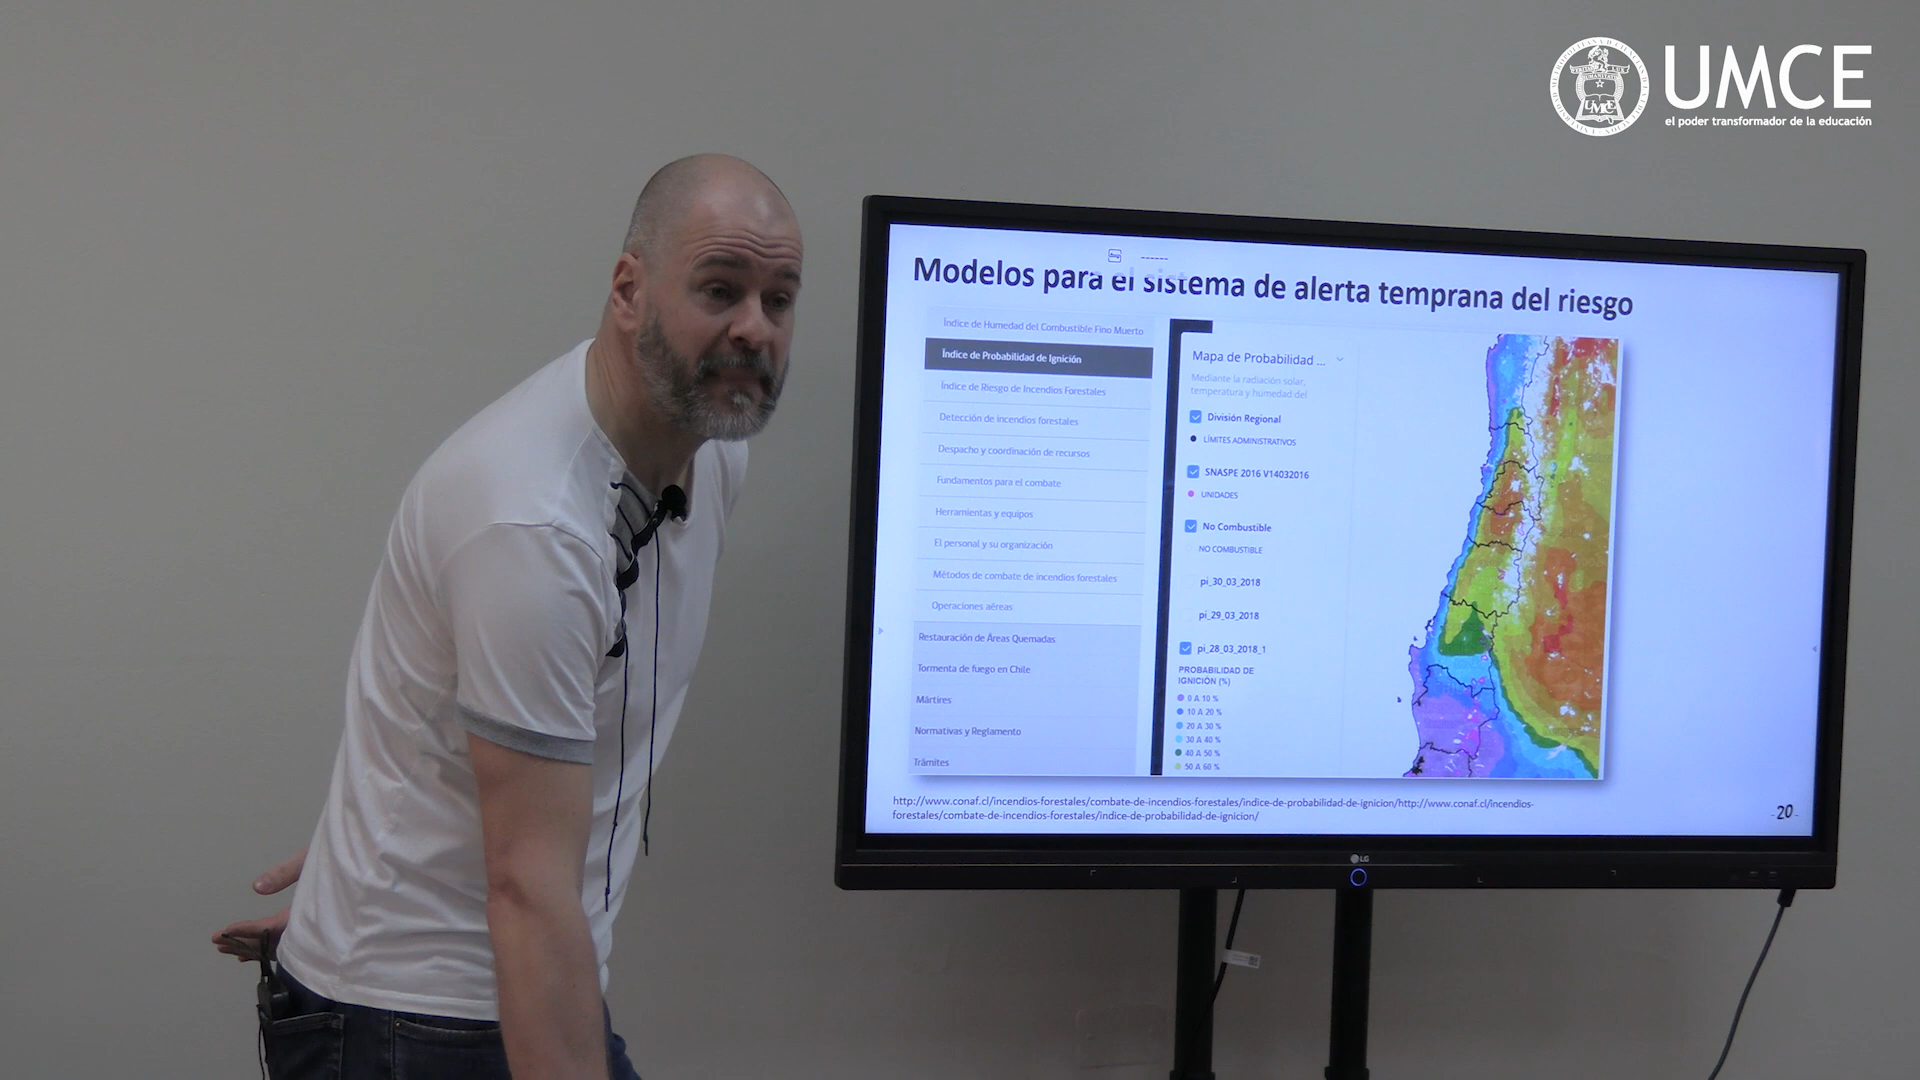 UMCE
el poder transformador de la educación
Modelos para el sistema de alerta temprana del riesgo
Índice de Humedad del Combustible Fino Muerto
Índice de Probabilidad de Ignición
Índice de Riesgo de Incendios Forestales
Detección de incendios forestales
Despacho y coordinación de recursos
Fundamentos para el combate
Herramientas y equipos
El personal y su organización
Métodos de combate de incendios forestales
Operaciones aéreas
Restauración de Áreas Quemadas
Tormenta de fuego en Chile
Mártires
Normativas y Reglamento
Trámites
Mapa de Probabilidad ...
Mediante la radiación solar,
temperatura y humedad del
División Regional
LÍMITES ADMINISTRATIVOS
SNASPE 2016 V14032016
UNIDADES
No Combustible
NO COMBUSTIBLE
pi_30_03_2018
pi_29_03_2018
pi_28_03_2018_1
PROBABILIDAD DE
IGNICIÓN (%)
0 A 10 %
10 A 20 %
20 A 30 %
30 A 40 %
40 A 50 %
50 A 60 %
http://www.conaf.cl/incendios-forestales/combate-de-incendios-forestales/indice-de-probabilidad-de-ignicion/http://www.conaf.cl/incendios-
forestales/combate-de-incendios-forestales/indice-de-probabilidad-de-ignicion/
-20-
LG